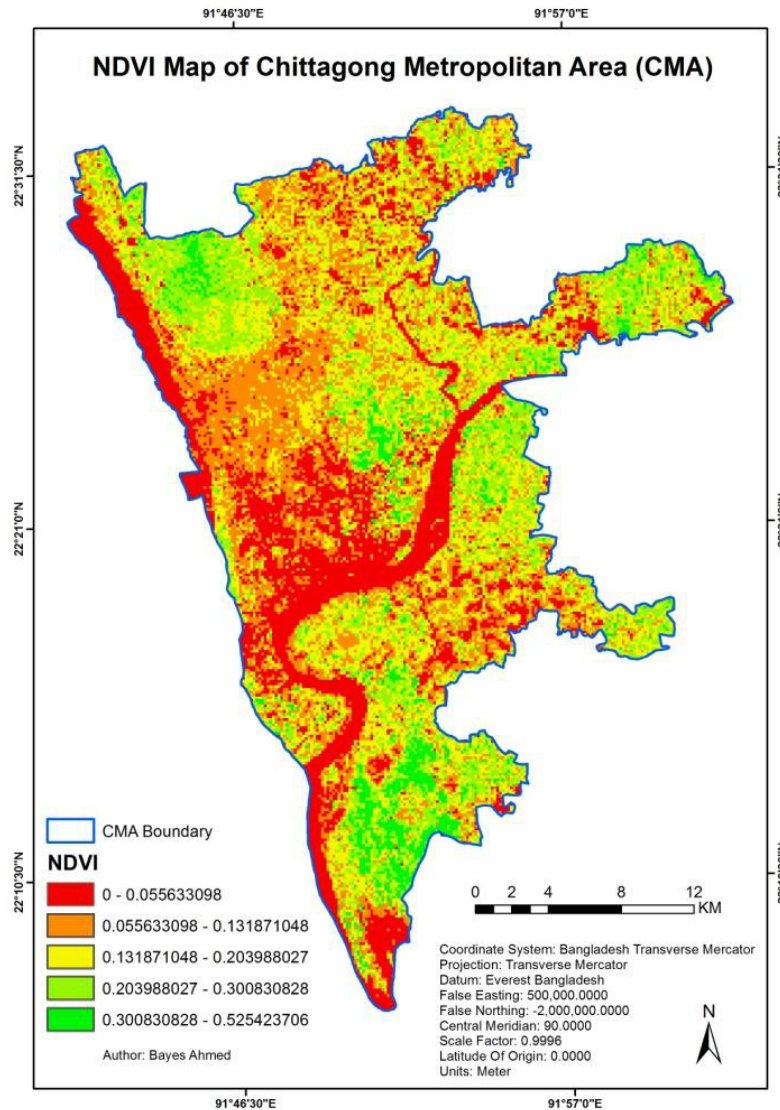 91°46'30"E 91°57'0"E
NDVI Map of Chittagong Metropolitan Area (CMA)
22°31'30"N
22°21'0"N
22°10'30"N
CMA Boundary
NDVI
0 - 0.055633098
0.055633098 - 0.131871048
0.131871048 - 0.203988027
0.203988027 - 0.300830828
0.300830828 - 0.525423706
Author: Bayes Ahmed
0 2 4 8 12
KM
Coordinate System: Bangladesh Transverse Mercator
Projection: Transverse Mercator
Datum: Everest Bangladesh
False Easting: 500,000.0000
False Northing: -2,000,000.0000
Central Meridian: 90.0000
Scale Factor: 0.9996
Latitude Of Origin: 0.0000
Units: Meter
N
91°46'30"E 91°57'0"E